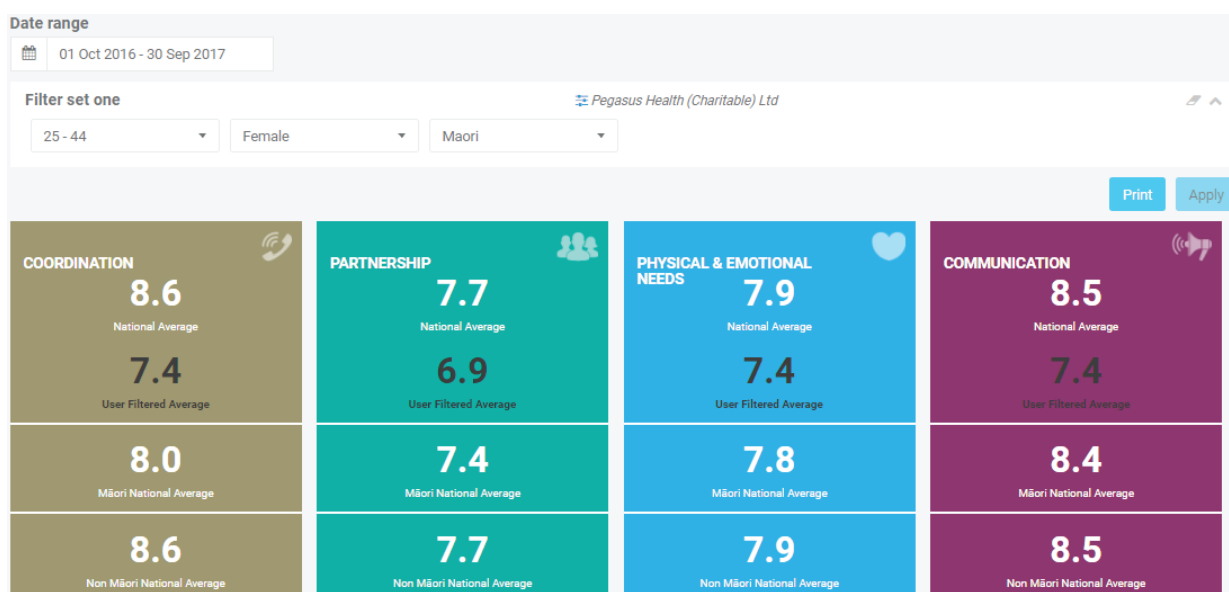 Date range
01 Oct 2016 - 30 Sep 2017
Filter set one
Pegasus Health (Charitable) Ltd
25 - 44
Female
Maori
Print
Apply
COORDINATION
8.6
National Average
7.4
User Filtered Average
8.0
Māori National Average
8.6
Non Māori National Average
PARTNERSHIP
7.7
National Average
6.9
User Filtered Average
7.4
Māori National Average
7.7
Non Māori National Average
PHYSICAL & EMOTIONAL
NEEDS
7.9
National Average
7.4
User Filtered Average
7.8
Māori National Average
7.9
Non Māori National Average
COMMUNICATION
8.5
National Average
7.4
User Filtered Average
8.4
Māori National Average
8.5
Non Māori National Average